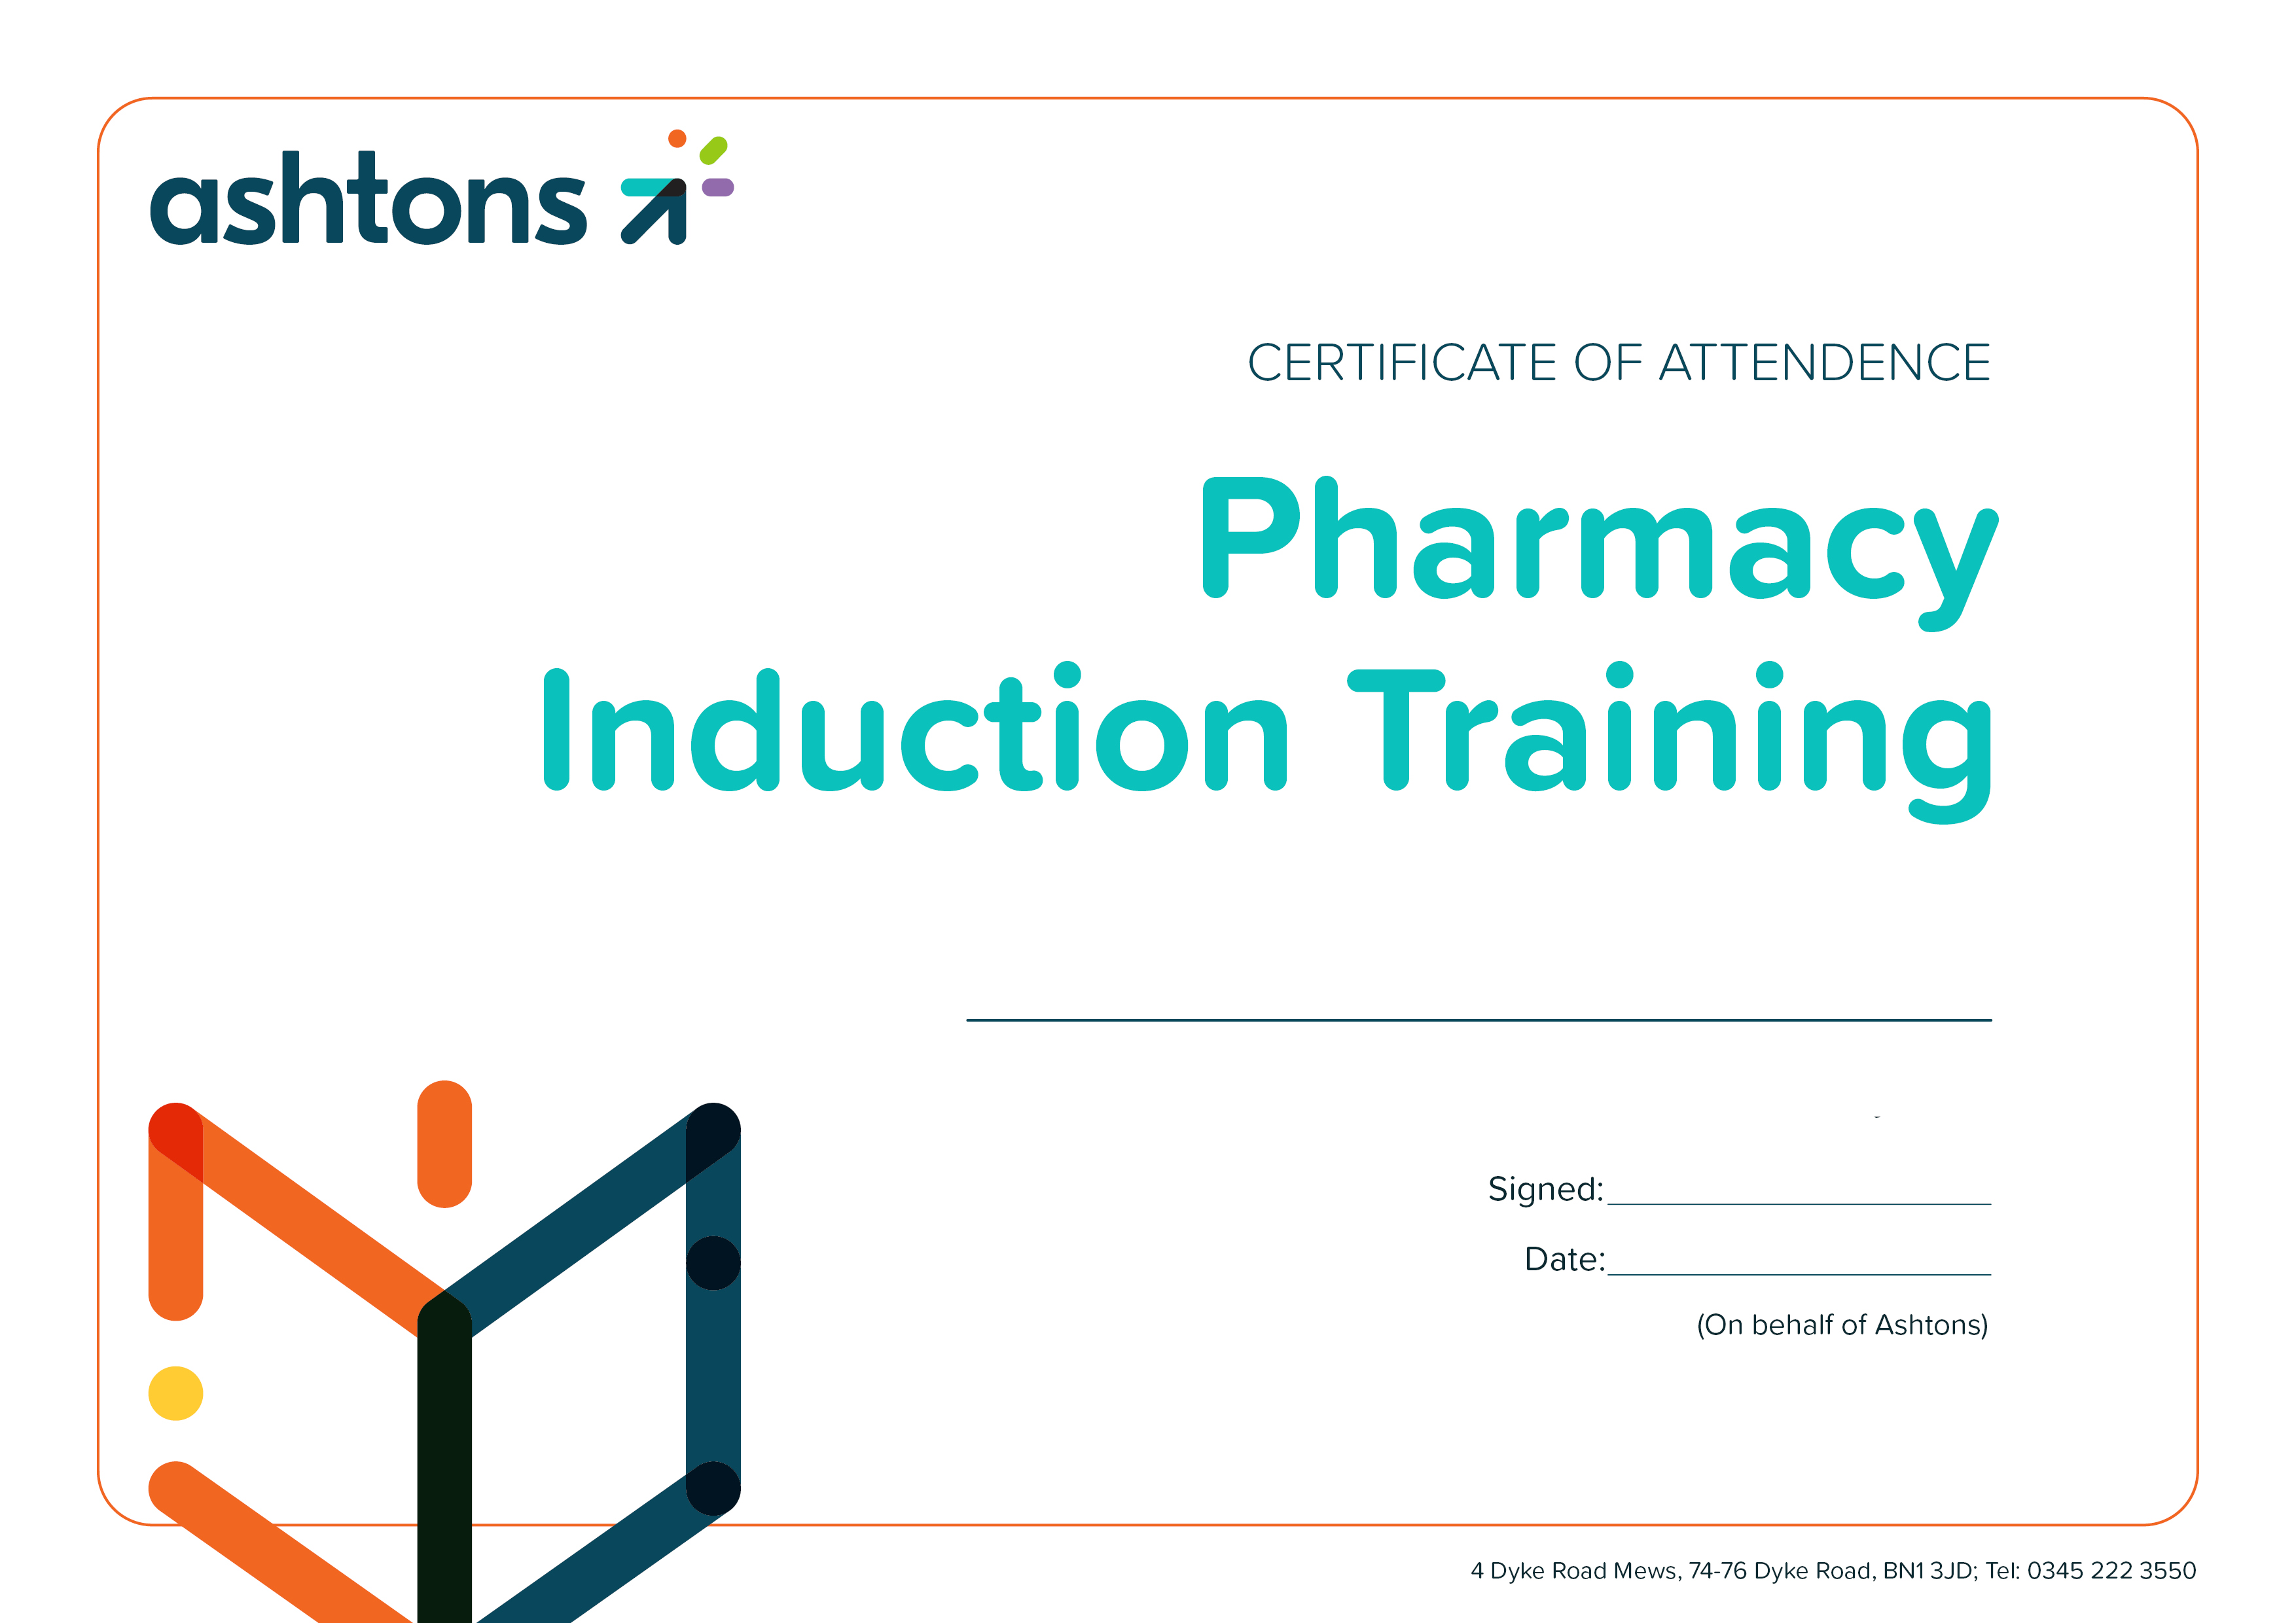 ashtons
CERTIFICATE OF ATTENDENCE
Pharmacy
Induction Training
Signed:
Date:
(On behalf of Ashtons)
4 Dyke Road Mews, 74-76 Dyke Road, BN1 3JD; Tel: 0345 222 3550